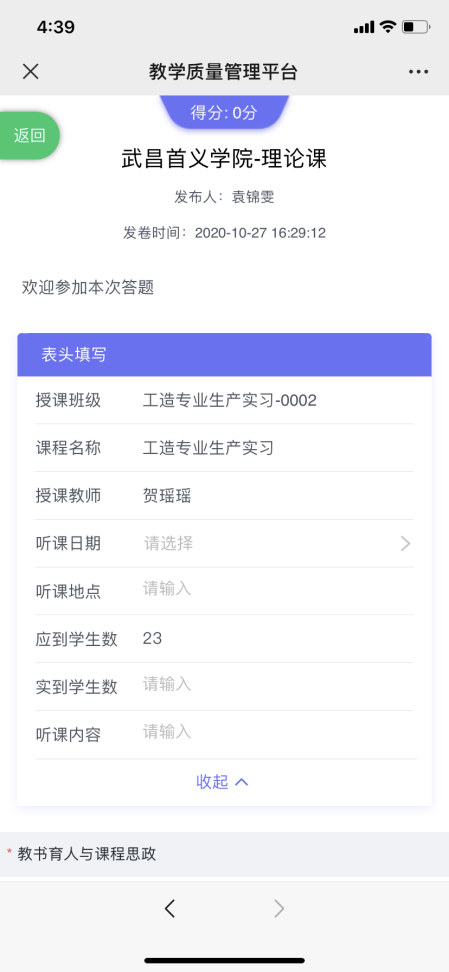 4:39
教学质量管理平台
得分: 0分
返回
武昌首义学院-理论课
发布人：袁锦雯
发卷时间：2020-10-27 16:29:12
欢迎参加本次答题
表头填写
授课班级 工造专业生产实习-0002
课程名称 工造专业生产实习
授课教师 贺瑶瑶
听课日期 请选择
听课地点 请输入
应到学生数 23
实到学生数 请输入
听课内容 请输入
收起
* 教书育人与课程思政